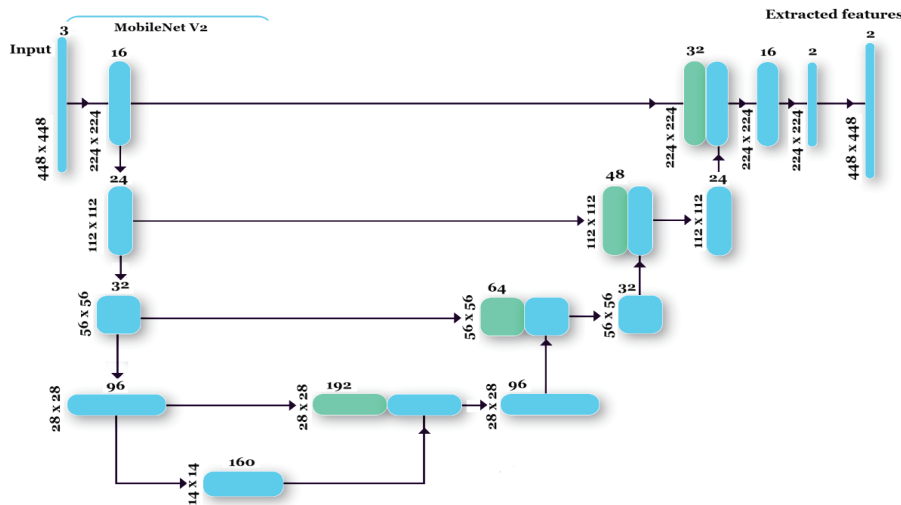 MobileNet V2
Extracted features
Input
3
448 x 448
16
224 x 224
32
224 x 224
16
224 x 224
2
224 x 224
2
448 x 448
24
112 x 112
48
112 x 112
24
112 x 112
32
56 x 56
64
56 x 56
32
56 x 56
96
28 x 28
192
28 x 28
96
28 x 28
160
14 x 14